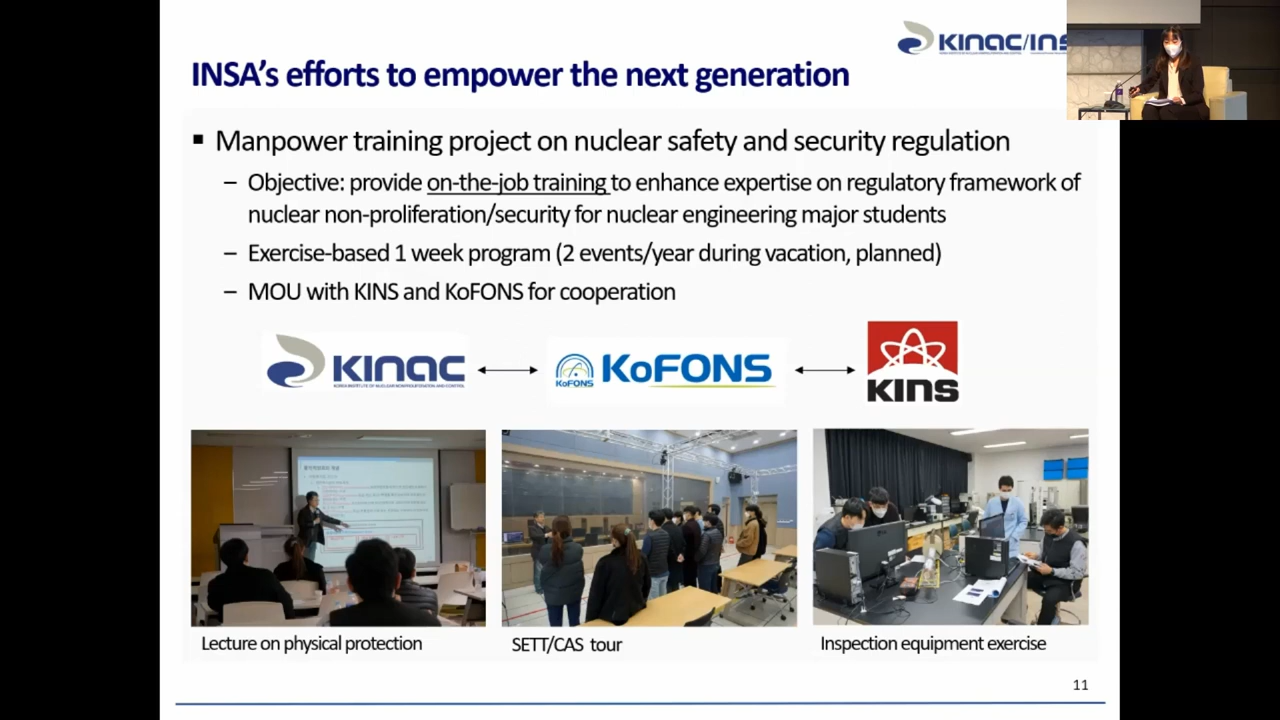 KINAC/INS
INSA's efforts to empower the next generation
▪ Manpower training project on nuclear safety and security regulation
– Objective: provide on-the-job training to enhance expertise on regulatory framework of
nuclear non-proliferation/security for nuclear engineering major students
– Exercise-based 1 week program (2 events/year during vacation, planned)
– MOU with KINS and KoFONS for cooperation
KINAC
KOREA INSTITUTE OF NUCLEAR NONPROLIFERATION AND CONTROL
KoFONS
KoFONS
KINS
Lecture on physical protection
SETT/CAS tour
Inspection equipment exercise
11